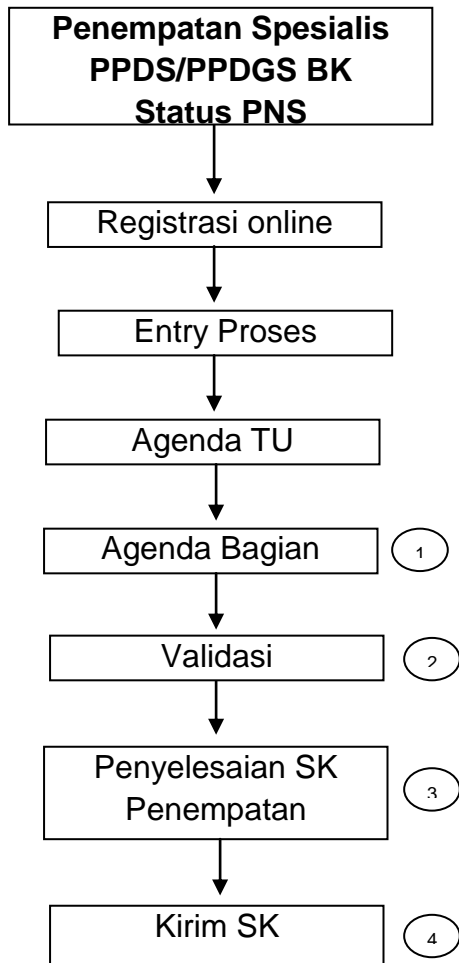 Penempatan Spesialis
PPDS/PPDGS BK
Status PNS
Registrasi online
Entry Proses
Agenda TU
Agenda Bagian
1
Validasi
2
Penyelesaian SK
Penempatan
3
Kirim SK
4